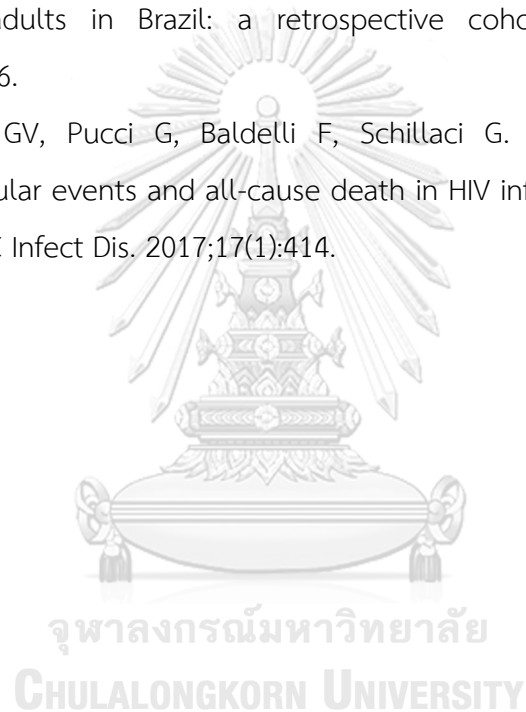 adults in Brazil: a retrospective coho
6.
GV, Pucci G, Baldelli F, Schillaci G.
ular events and all-cause death in HIV inf
Infect Dis. 2017;17(1):414.
จุฬาลงกรณ์มหาวิทยาลัย
CHULALONGKORN UNIVERSITY